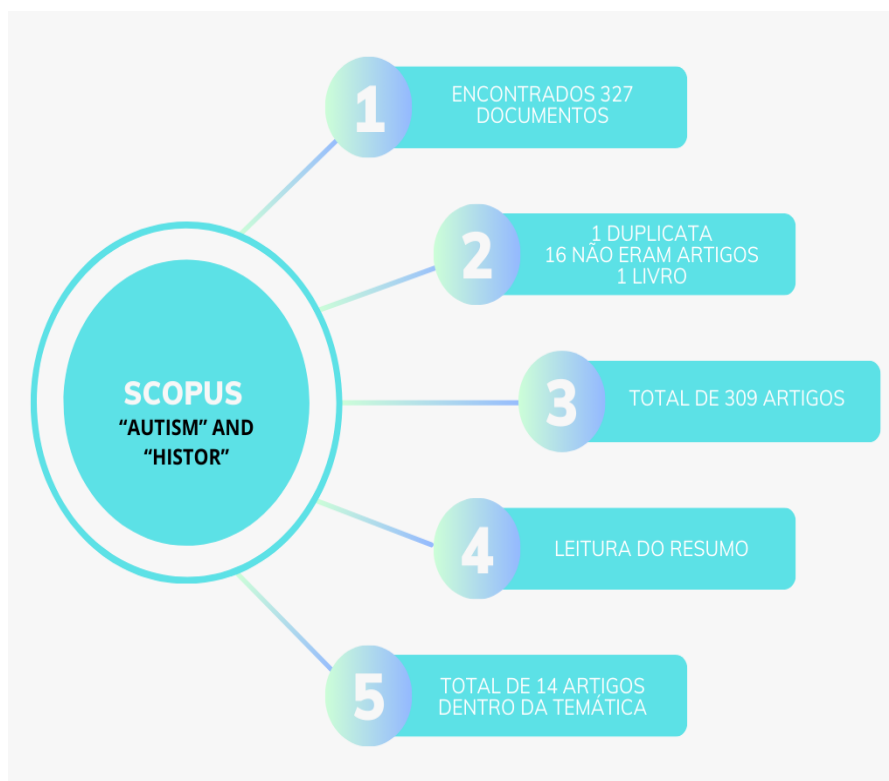 1
ENCONTRADOS 327
DOCUMENTOS
2
1 DUPLICATA
16 NÃO ERAM ARTIGOS
1 LIVRO
SCOPUS
“AUTISM” AND
“HISTOR”
3
TOTAL DE 309 ARTIGOS
4
LEITURA DO RESUMO
5
TOTAL DE 14 ARTIGOS
DENTRO DA TEMÁTICA